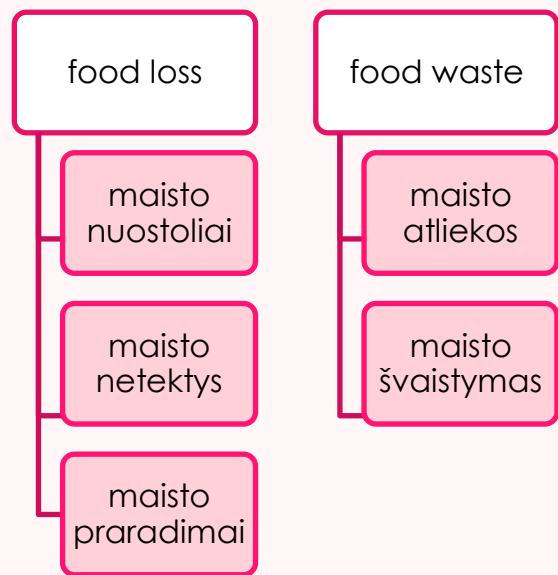 food loss
maisto
nuostoliai
maisto
netektys
maisto
praradimai
food waste
maisto
atliekos
maisto
švaistymas